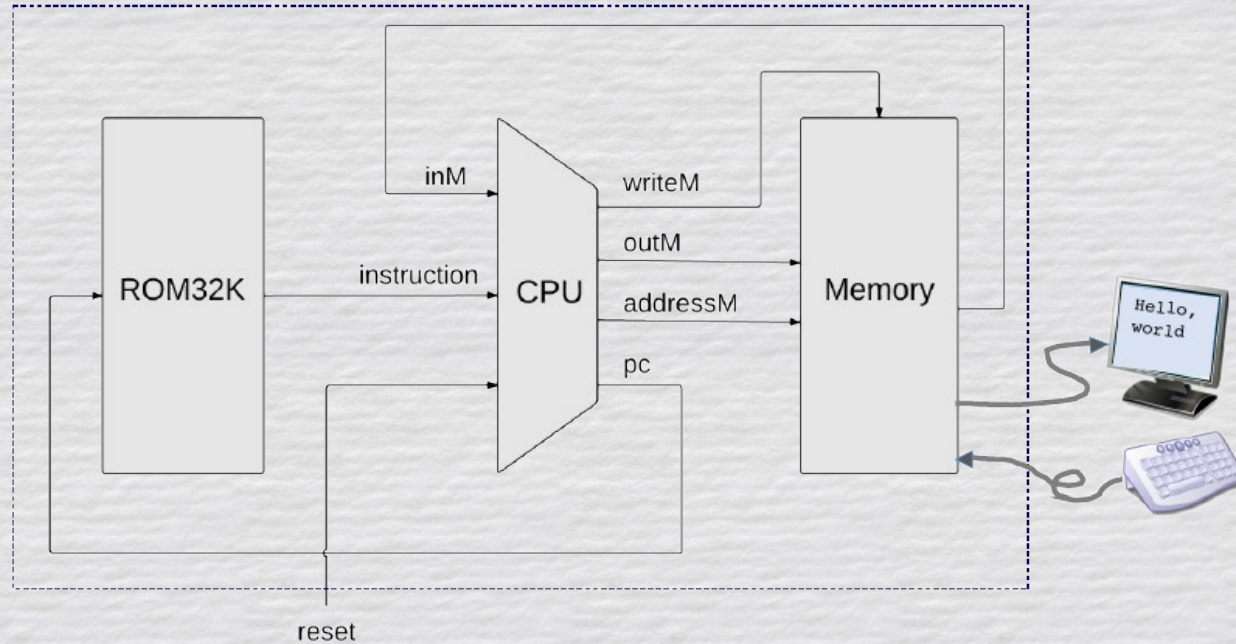 inM
writeM
outM
ROM32K
instruction
CPU
addressM
Memory
pc
Hello,
world
reset